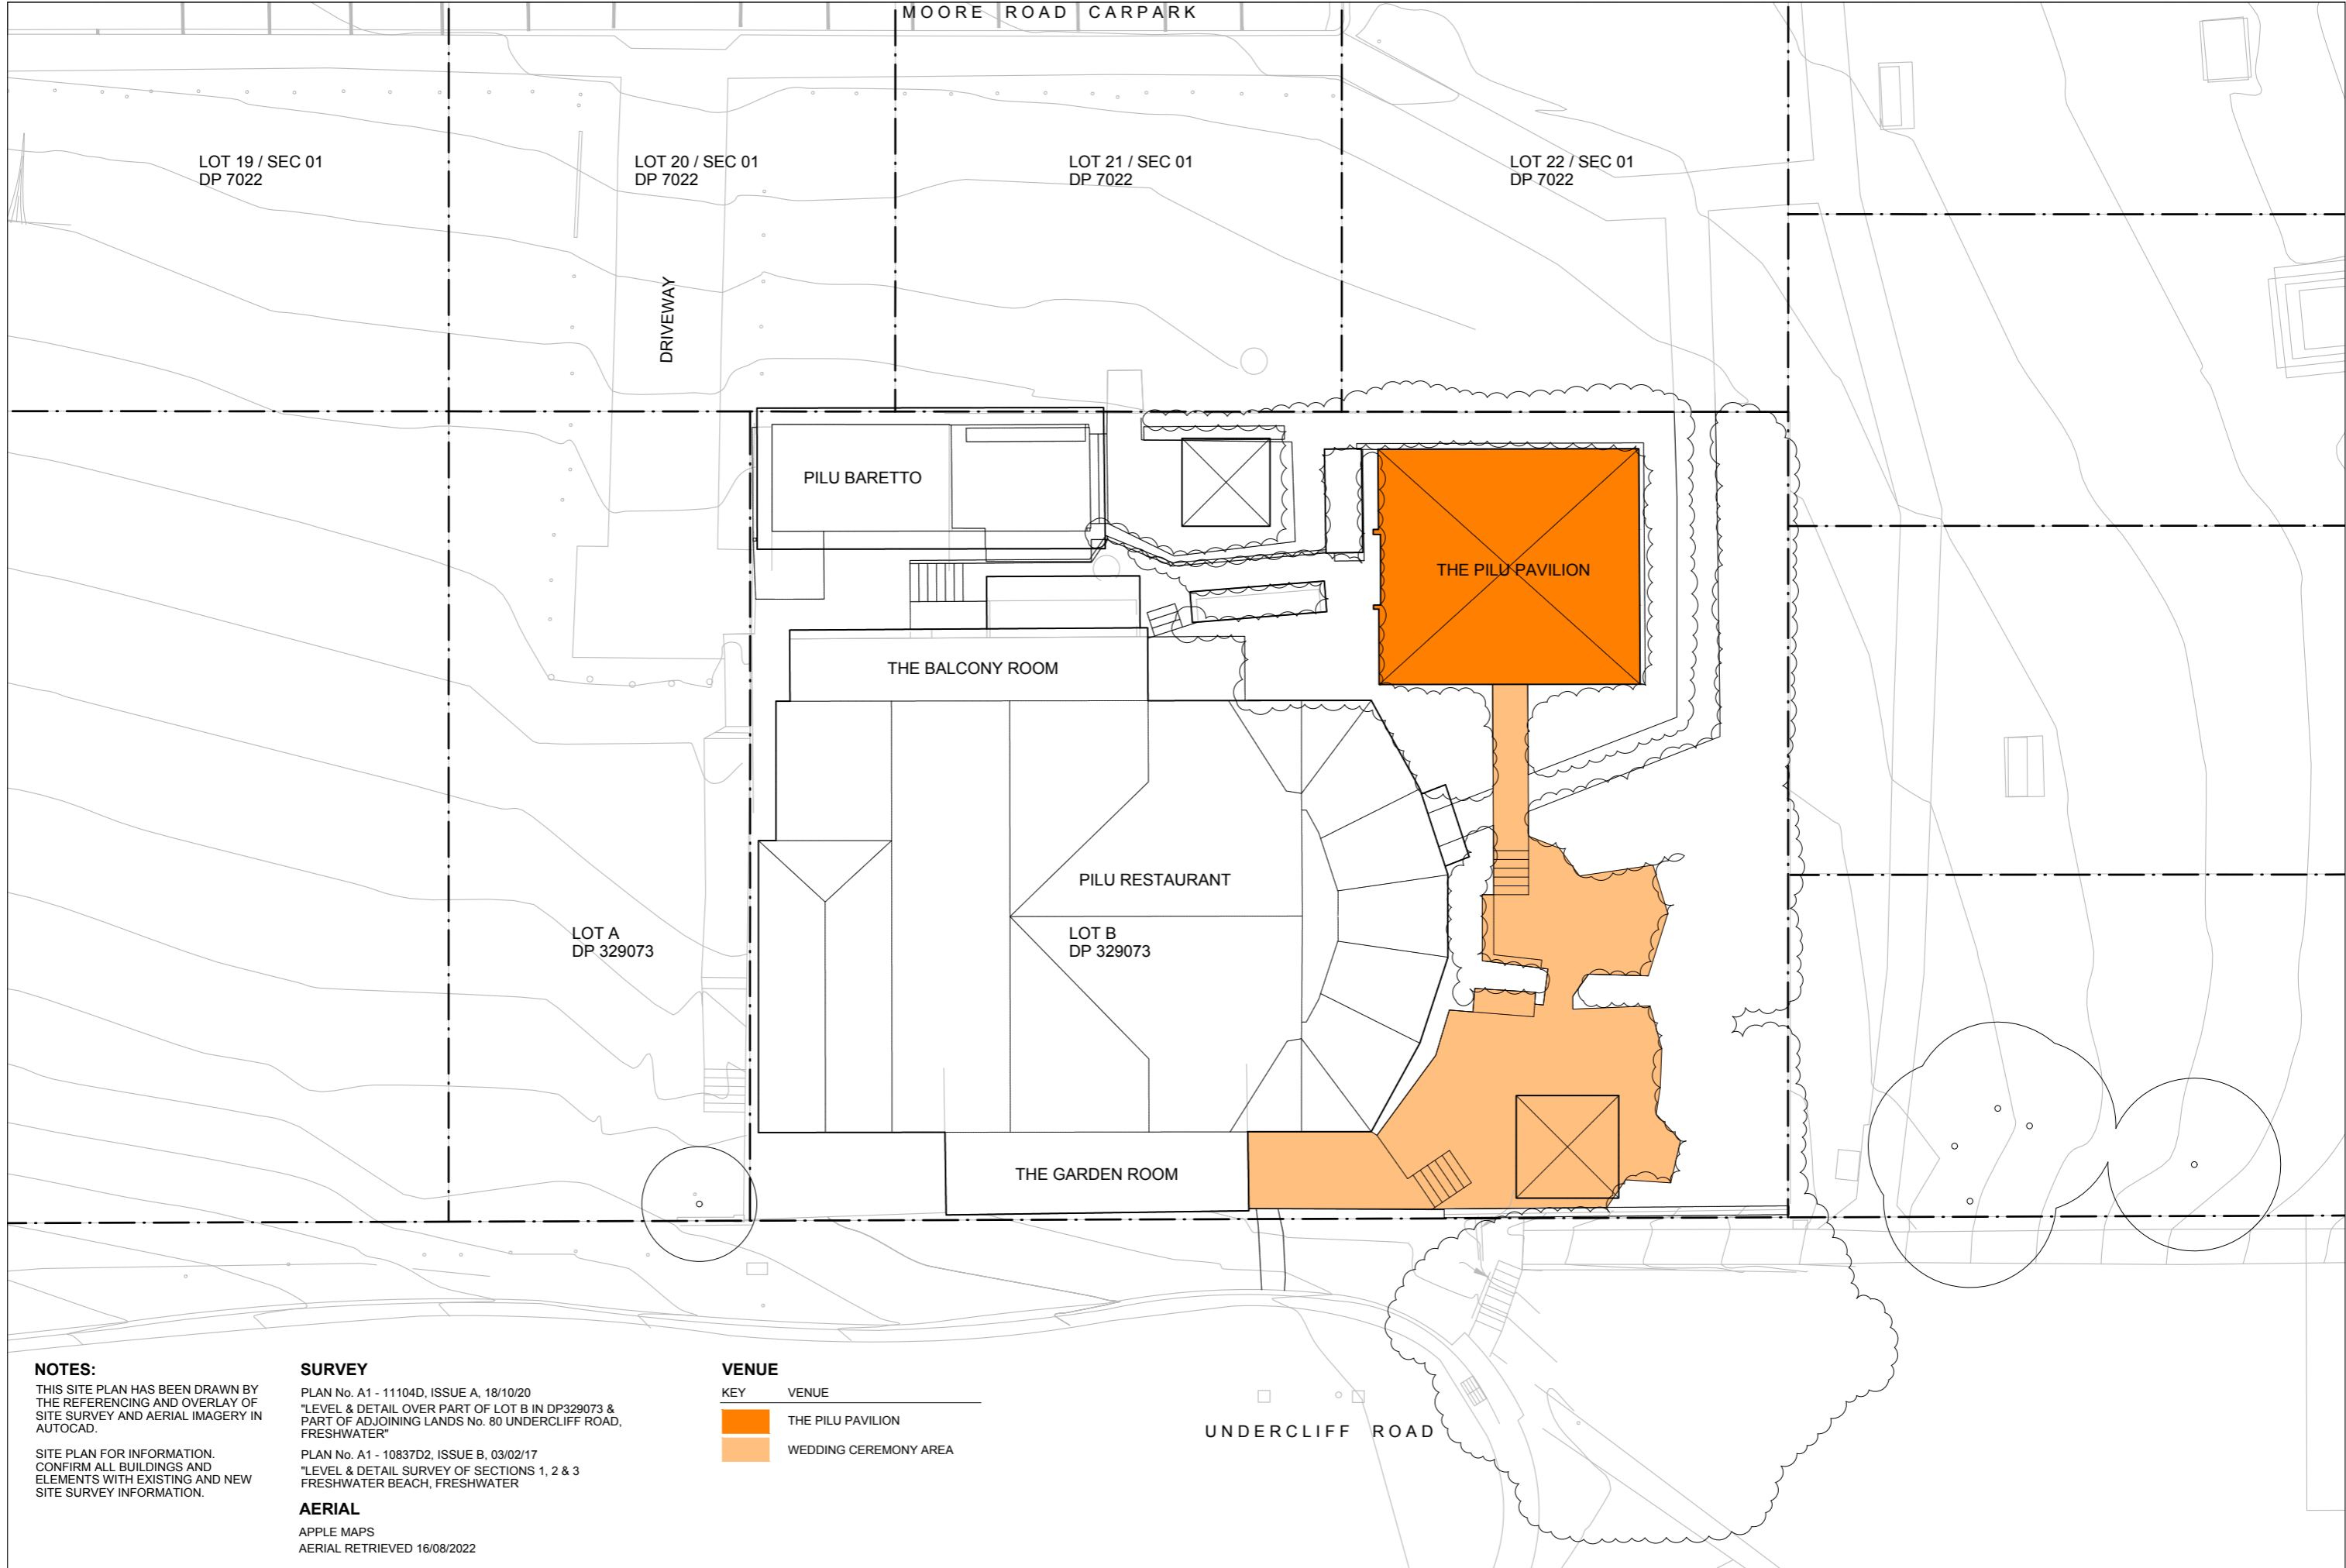 MOORE ROAD CARPARK
LOT 19 / SEC 01
DP 7022
LOT 20 / SEC 01
DP 7022
LOT 21 / SEC 01
DP 7022
LOT 22 / SEC 01
DP 7022
DRIVEWAY
PILU BARETTO
THE PILU PAVILION
THE BALCONY ROOM
PILU RESTAURANT
LOT A
DP 329073
LOT B
DP 329073
THE GARDEN ROOM
UNDERCLIFF ROAD
NOTES:
THIS SITE PLAN HAS BEEN DRAWN BY
THE REFERENCING AND OVERLAY OF
SITE SURVEY AND AERIAL IMAGERY IN
AUTOCAD.
SITE PLAN FOR INFORMATION.
CONFIRM ALL BUILDINGS AND
ELEMENTS WITH EXISTING AND NEW
SITE SURVEY INFORMATION.
SURVEY
PLAN No. A1 - 11104D, ISSUE A, 18/10/20
"LEVEL & DETAIL OVER PART OF LOT B IN DP329073 &
PART OF ADJOINING LANDS No. 80 UNDERCLIFF ROAD,
FRESHWATER"
PLAN No. A1 - 10837D2, ISSUE B, 03/02/17
"LEVEL & DETAIL SURVEY OF SECTIONS 1, 2 & 3
FRESHWATER BEACH, FRESHWATER
AERIAL
APPLE MAPS
AERIAL RETRIEVED 16/08/2022
VENUE
KEY VENUE
THE PILU PAVILION
WEDDING CEREMONY AREA